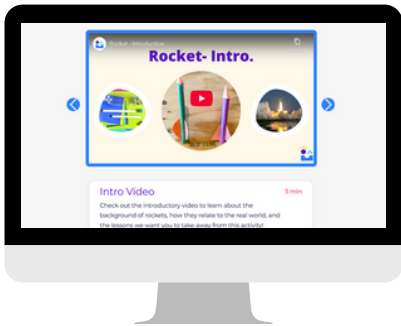 Rocket - Introduction
Rocket- Intro.
Intro Video
3 min
Check out the introductory video to learn about the
background of rockets, how they relate to the real world, and
the lessons we want you to take away from this activity!